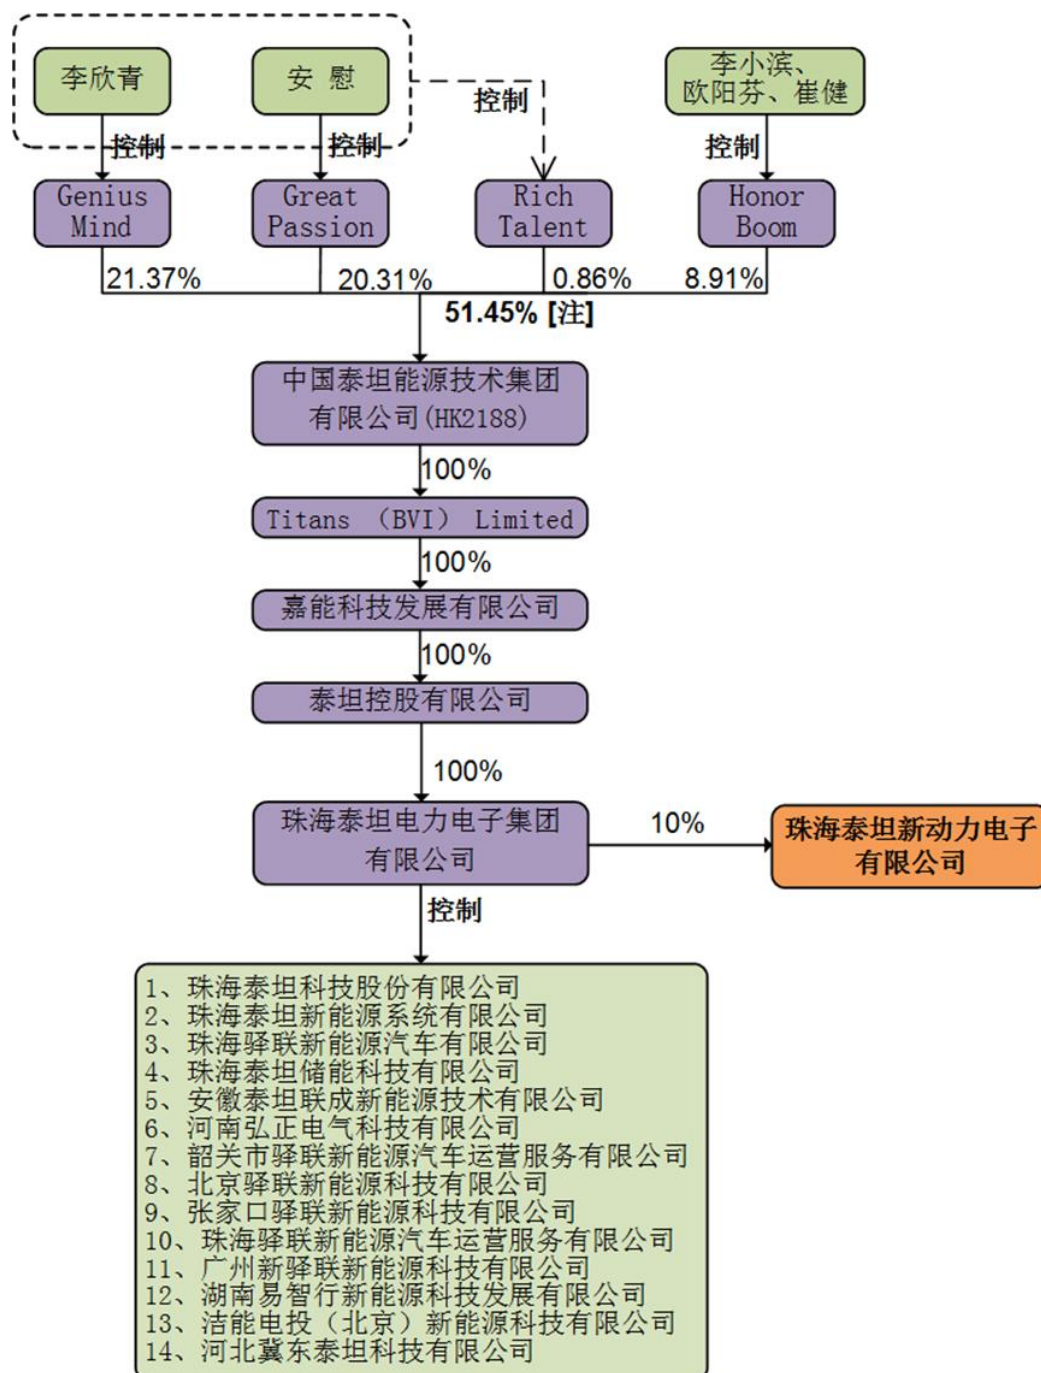 李欣青
安 慰
李小滨、
欧阳芬、崔健
控制
控制
控制
控制
Genius
Mind
Great
Passion
Rich
Talent
Honor
Boom
21.37%
20.31%
0.86%
8.91%
51.45% [注]
中国泰坦能源技术集团
有限公司(HK2188)
100%
Titans （BVI） Limited
100%
嘉能科技发展有限公司
100%
泰坦控股有限公司
100%
珠海泰坦电力电子集团
有限公司
10%
珠海泰坦新动力电子
有限公司
控制
1、珠海泰坦科技股份有限公司
2、珠海泰坦新能源系统有限公司
3、珠海驿联新能源汽车有限公司
4、珠海泰坦储能科技有限公司
5、安徽泰坦联成新能源技术有限公司
6、河南弘正电气科技有限公司
7、韶关市驿联新能源汽车运营服务有限公司
8、北京驿联新能源科技有限公司
9、张家口驿联新能源科技有限公司
10、珠海驿联新能源汽车运营服务有限公司
11、广州新驿联新能源科技有限公司
12、湖南易智行新能源科技发展有限公司
13、洁能电投（北京）新能源科技有限公司
14、河北冀东泰坦科技有限公司